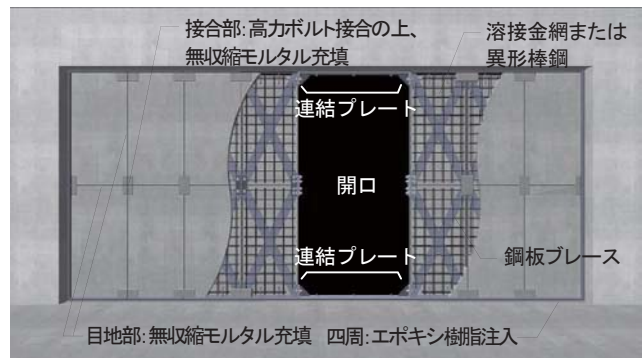 接合部:高力ボルト接合の上、
無収縮モルタル充填
溶接金網または
異形棒鋼
連結プレート
開口
連結プレート
鋼板ブレース
目地部:無収縮モルタル充填
四周:エポキシ樹脂注入